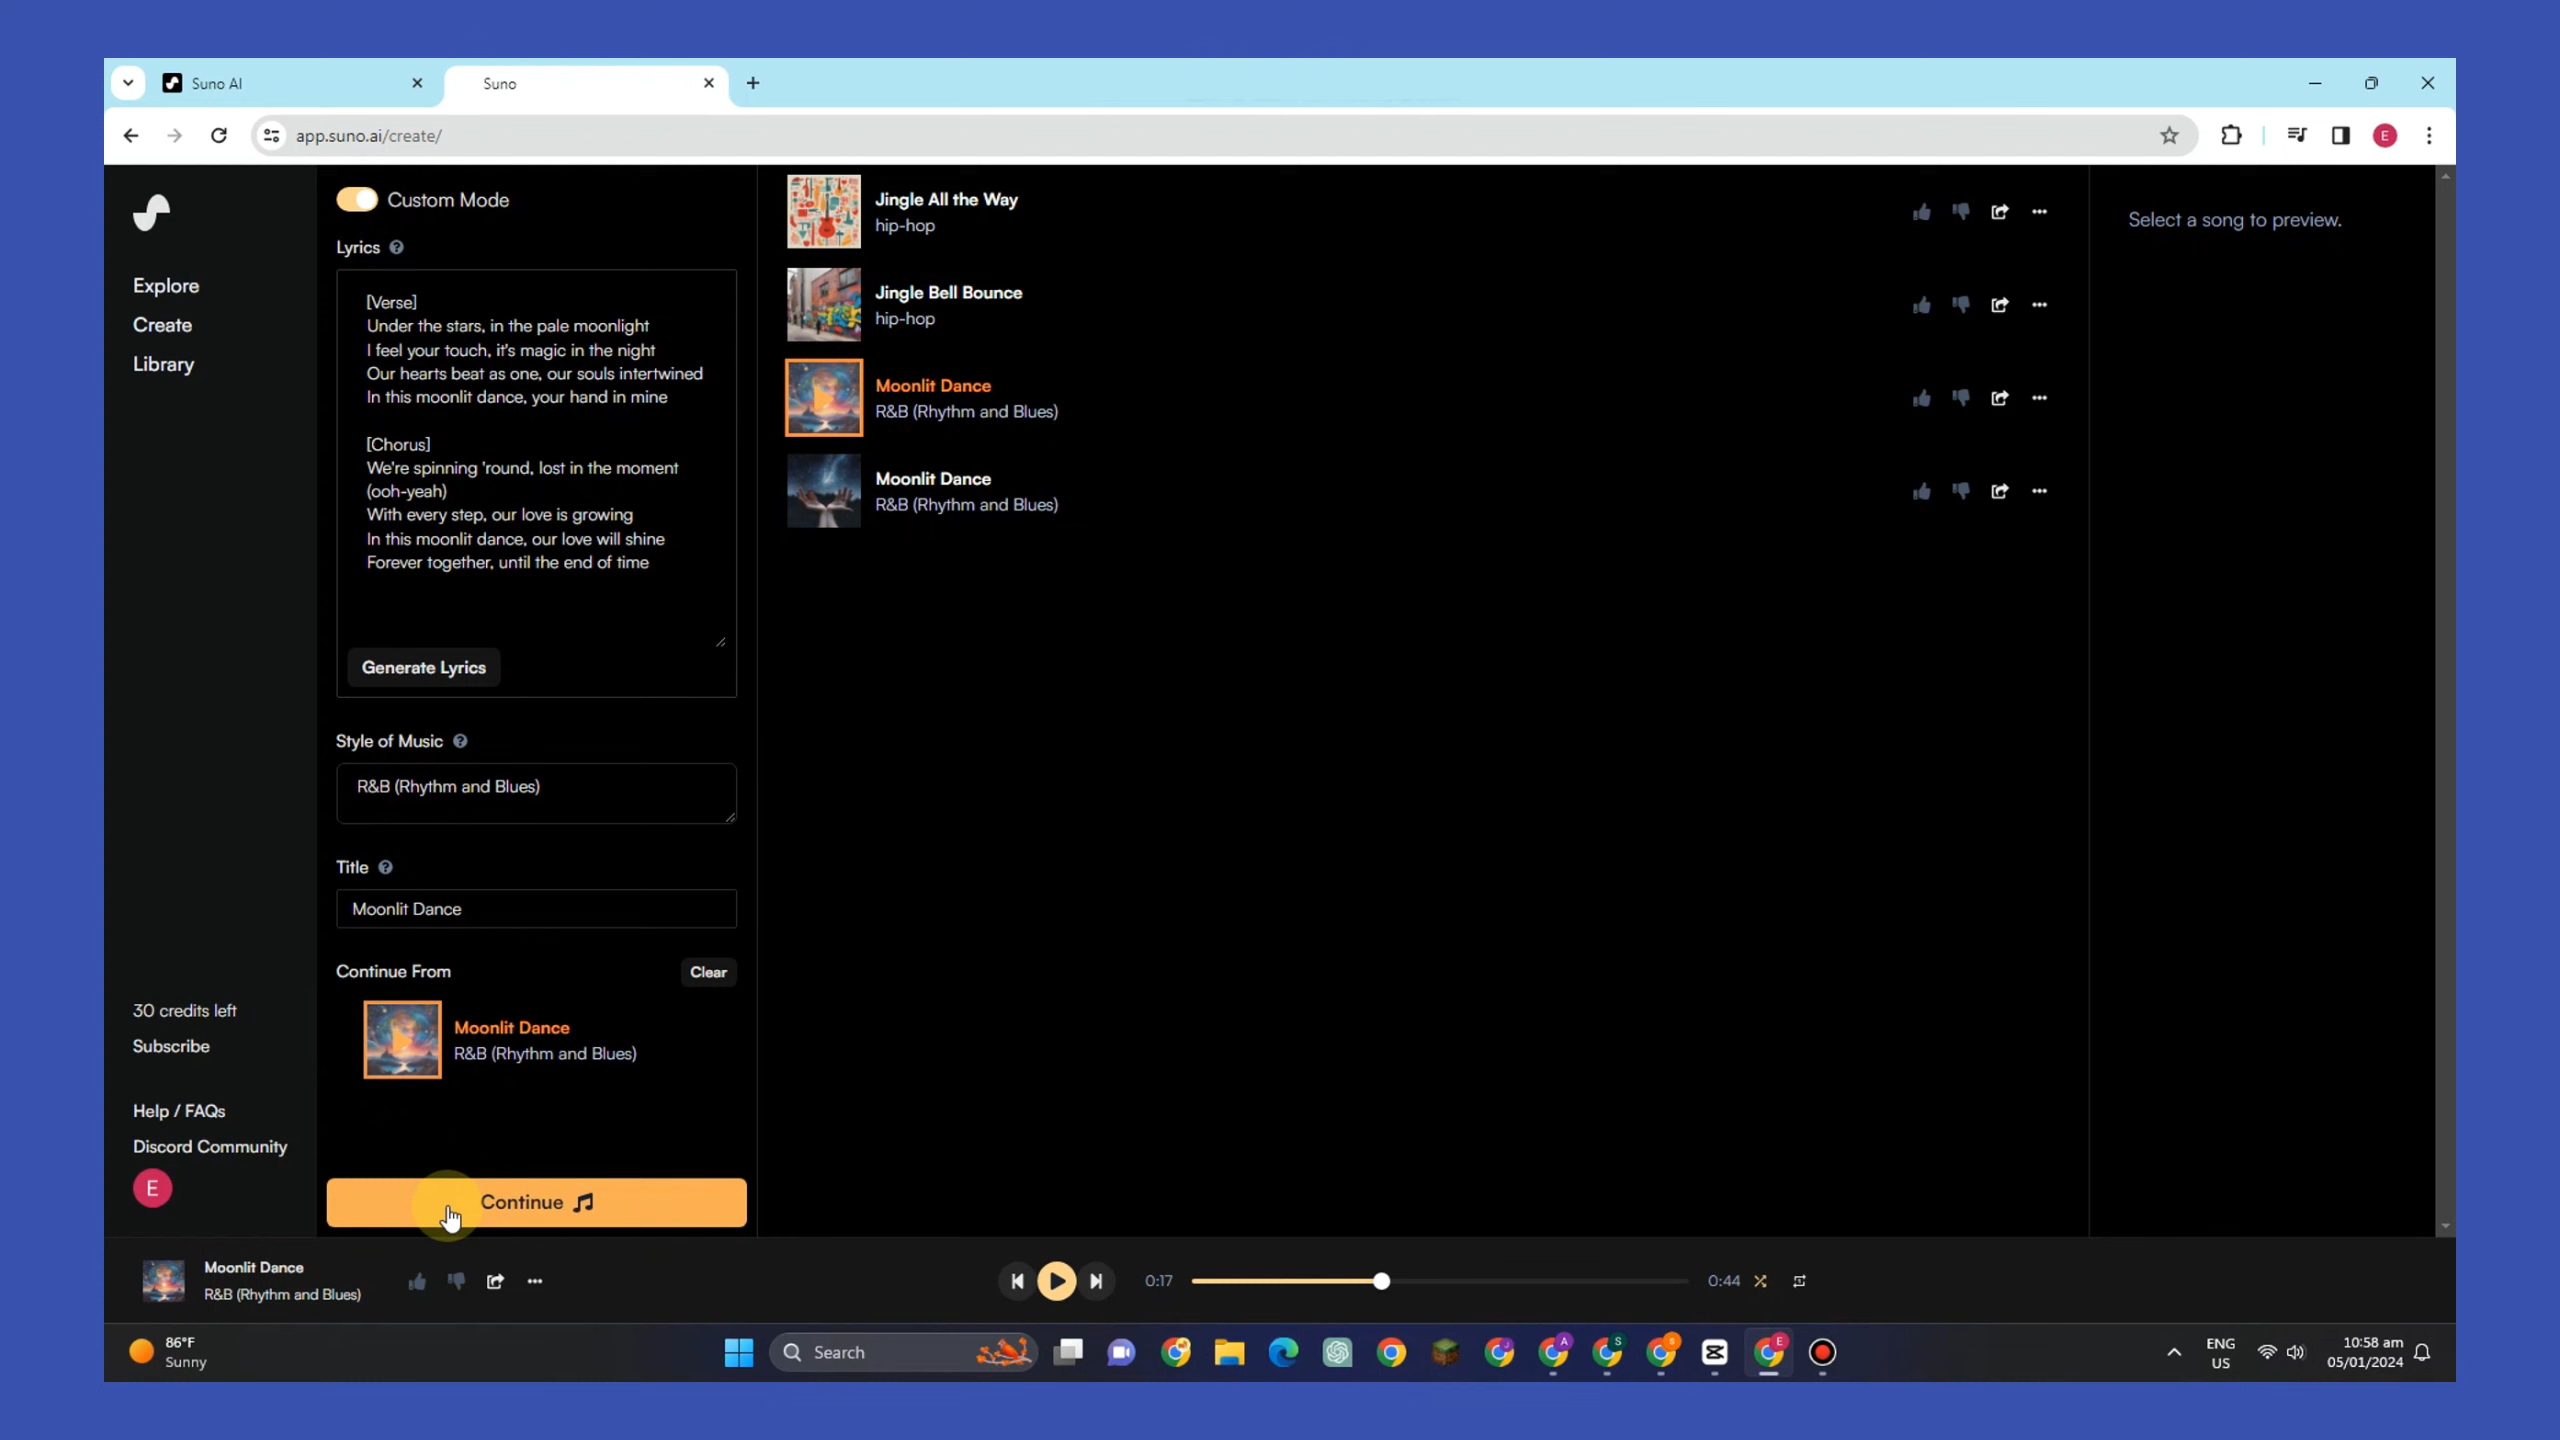 Suno AI
Suno
app.suno.ai/create/
E
Explore
Create
Library
30 credits left
Subscribe
Help / FAQs
Discord Community
E
Custom Mode
Lyrics ?
[Verse]
Under the stars, in the pale moonlight
I feel your touch, it's magic in the night
Our hearts beat as one, our souls intertwined
In this moonlit dance, your hand in mine
[Chorus]
We're spinning 'round, lost in the moment
(ooh-yeah)
With every step, our love is growing
In this moonlit dance, our love will shine
Forever together, until the end of time
Generate Lyrics
Style of Music ?
R&B (Rhythm and Blues)
Title ?
Moonlit Dance
Continue From
Clear
Moonlit Dance
R&B (Rhythm and Blues)
Continue
Jingle All the Way
hip-hop
Jingle Bell Bounce
hip-hop
Moonlit Dance
R&B (Rhythm and Blues)
Moonlit Dance
R&B (Rhythm and Blues)
Select a song to preview.
Moonlit Dance
R&B (Rhythm and Blues)
0:17
0:44
86°F
Sunny
Search
J
A
S
S
E
ENG
US
10:58 am
05/01/2024